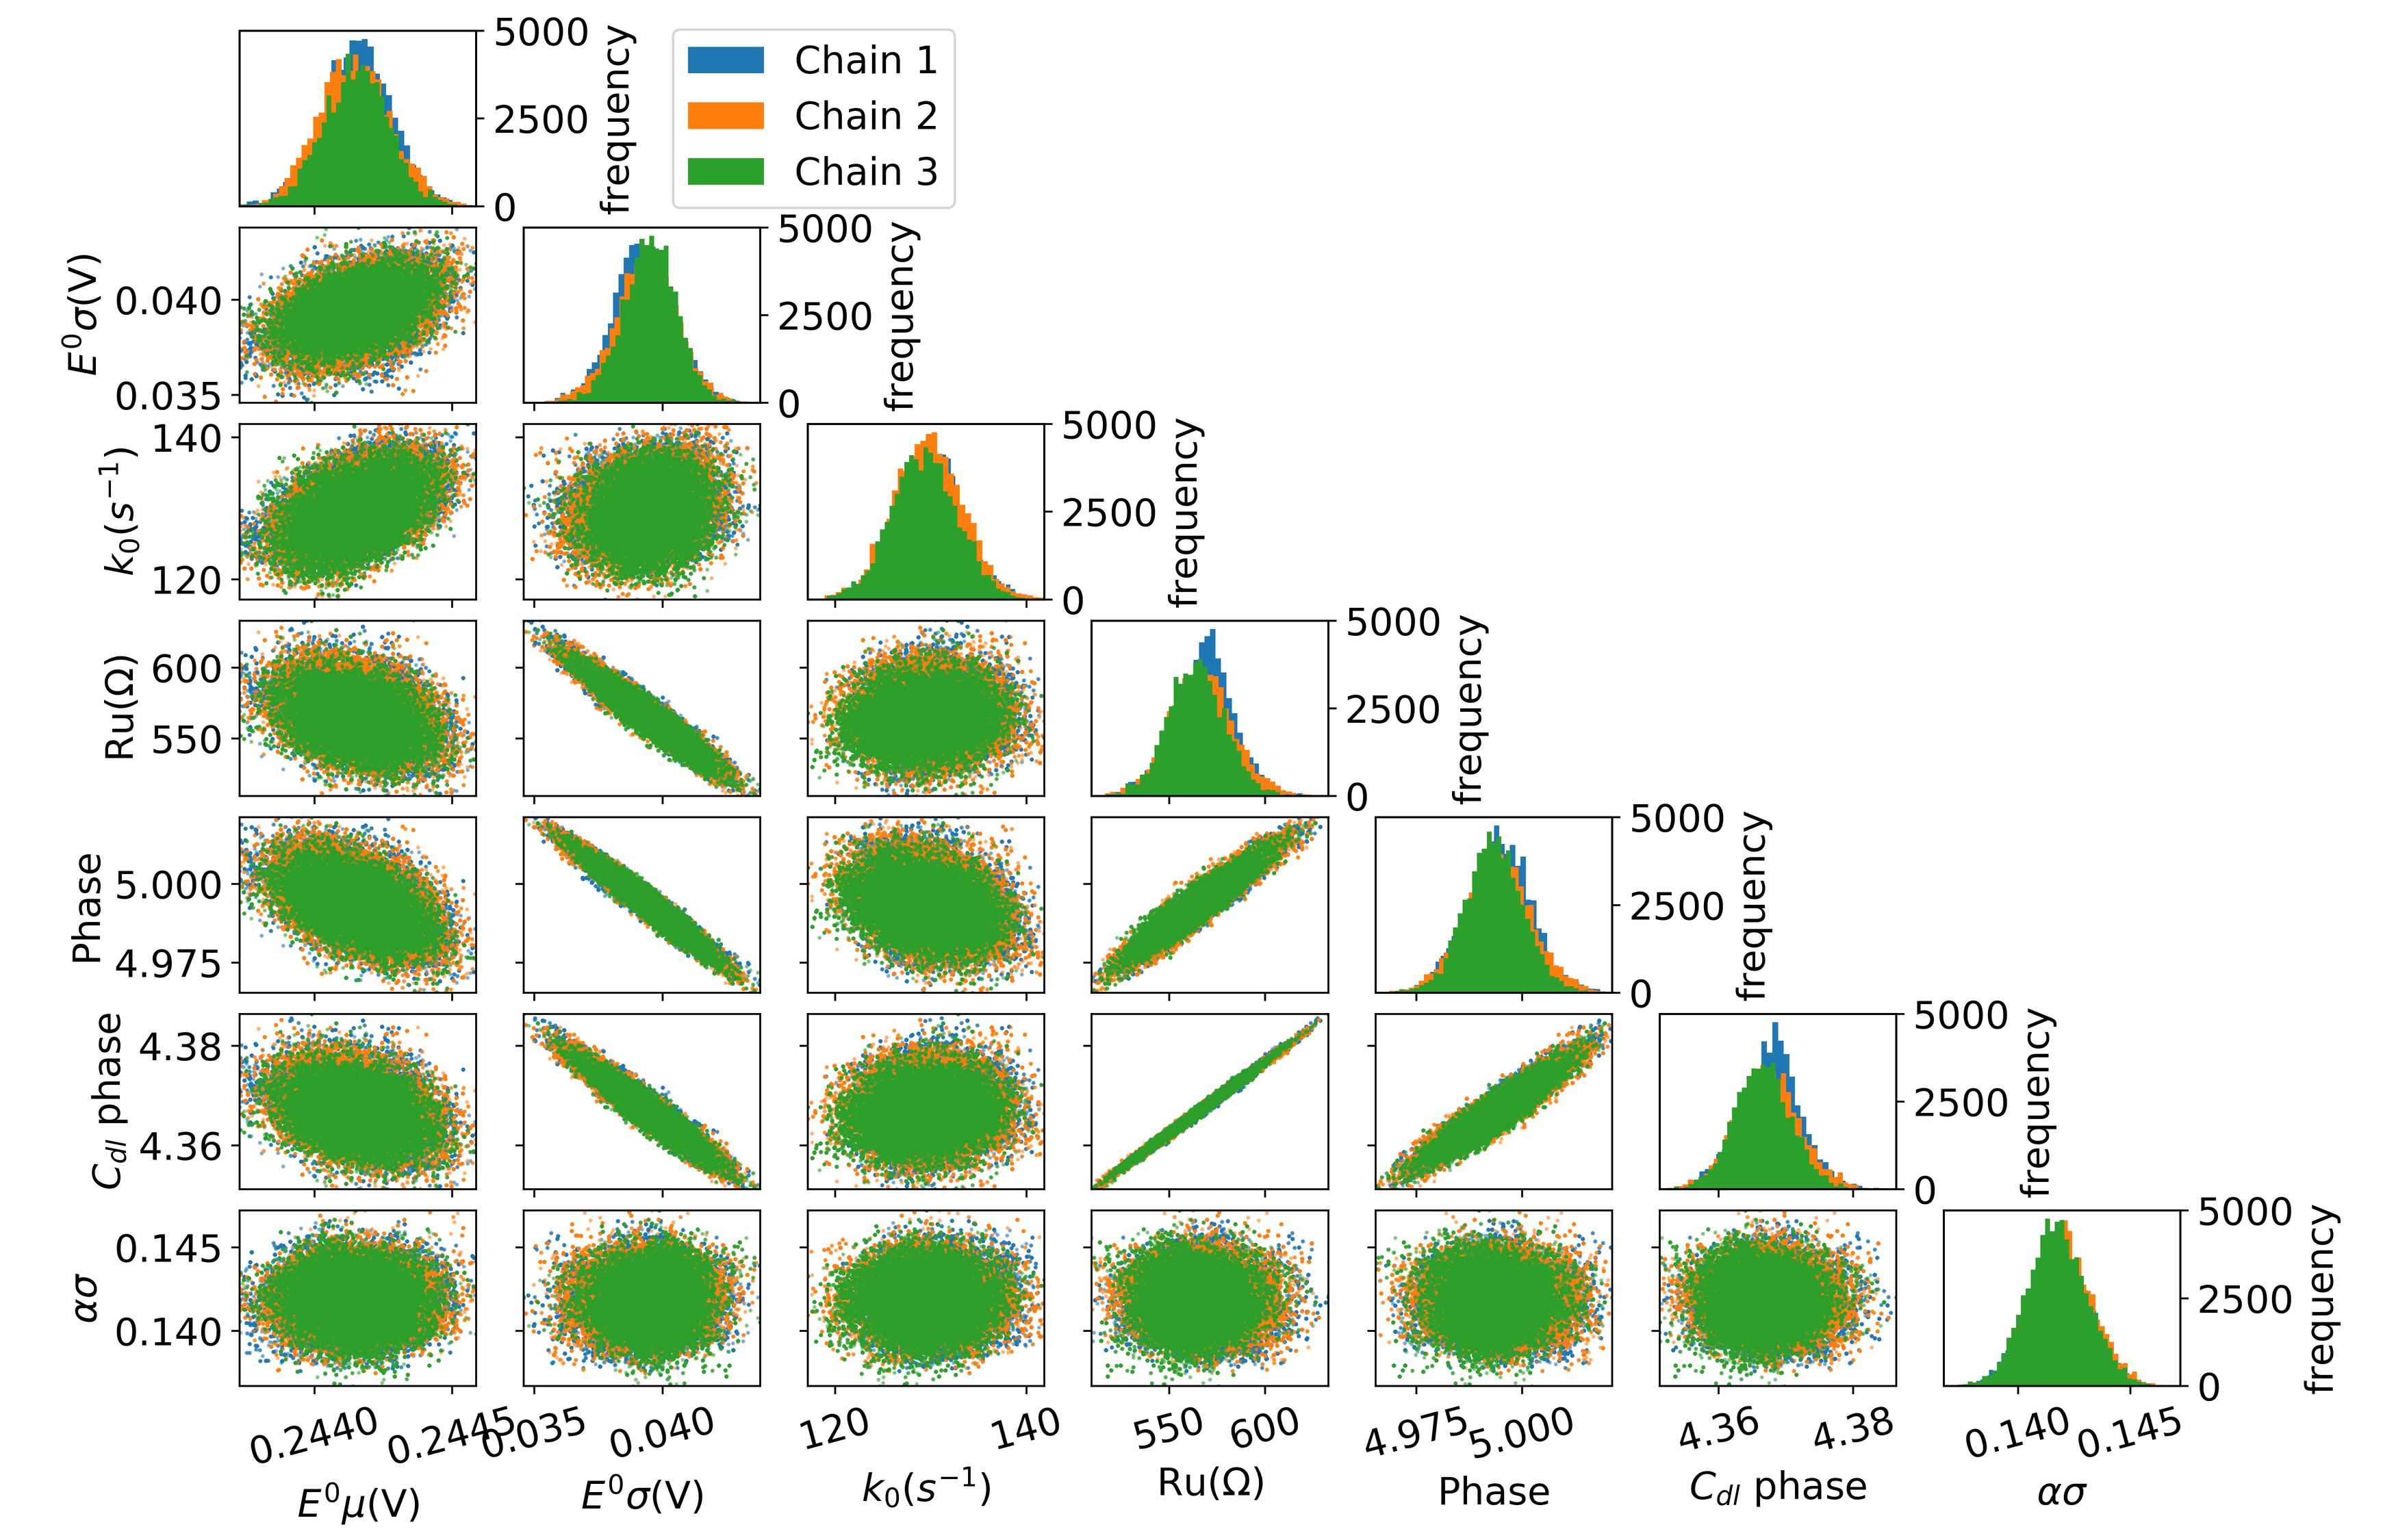 5000
2500
0
frequency
Chain 1
Chain 2
Chain 3
E⁰σ(V)
0.040
0.035
5000
2500
0
frequency
k₀(s⁻¹)
140
120
5000
2500
0
frequency
Ru(Ω)
600
550
5000
2500
0
frequency
Phase
5.000
4.975
5000
2500
0
frequency
C_dl phase
4.38
4.36
5000
2500
0
frequency
ασ
0.145
0.140
5000
2500
0
frequency
0.2440 0.2445 0.035 0.040 120 140 550 600 4.975 5.000 4.36 4.38 0.140 0.145
E⁰μ(V) E⁰σ(V) k₀(s⁻¹) Ru(Ω) Phase C_dl phase ασ